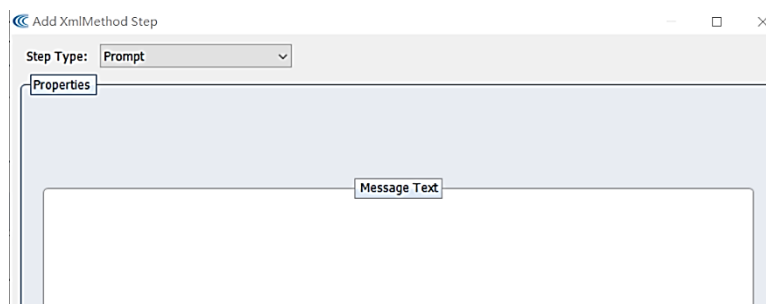 Add XmlMethod Step
Step Type: Prompt
Properties
Message Text